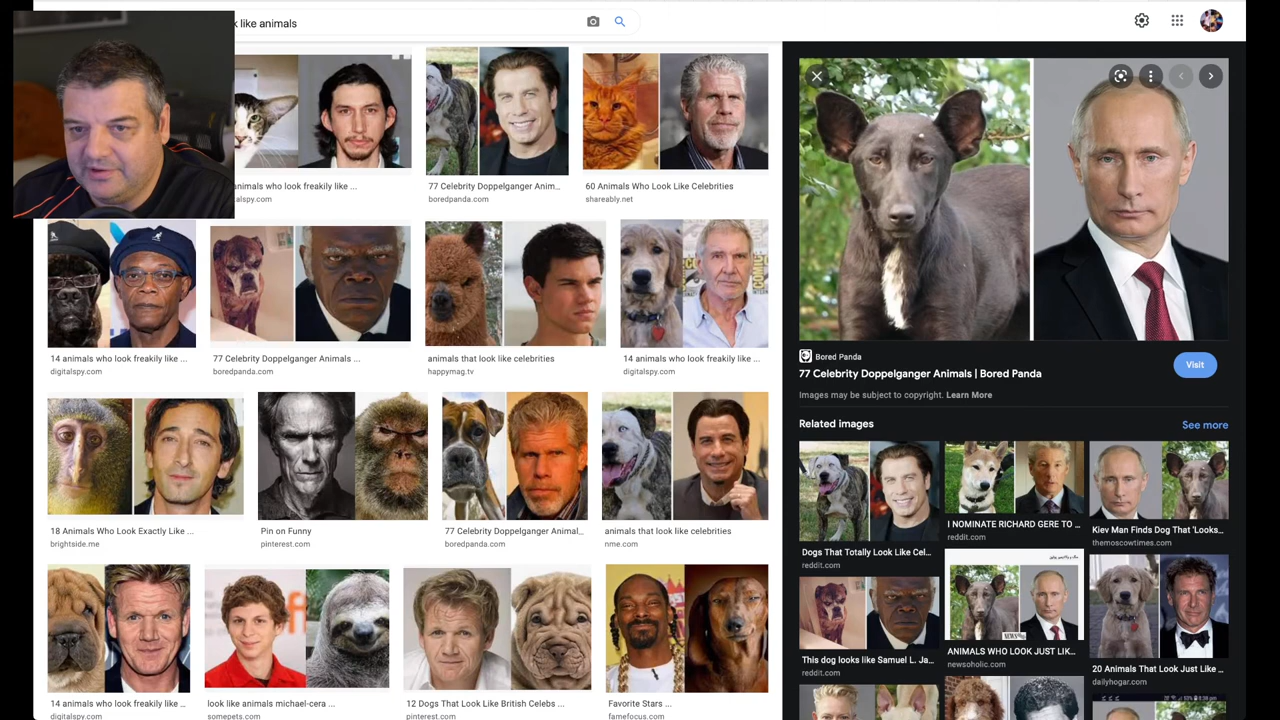 k like animals
animals who look freakily like ...
alspy.com
77 Celebrity Doppelganger Anim...
boredpanda.com
60 Animals Who Look Like Celebrities
shareably.net
14 animals who look freakily like ...
digitalspy.com
77 Celebrity Doppelganger Animals ...
boredpanda.com
animals that look like celebrities
happymag.tv
14 animals who look freakily like ...
digitalspy.com
18 Animals Who Look Exactly Like ...
brightside.me
Pin on Funny
pinterest.com
77 Celebrity Doppelganger Animal...
boredpanda.com
animals that look like celebrities
nme.com
14 animals who look freakily like ...
digitalspy.com
look like animals michael-cera ...
somepets.com
12 Dogs That Look Like British Celebs ...
pinterest.com
Favorite Stars ...
famefocus.com
Bored Panda
77 Celebrity Doppelganger Animals | Bored Panda
Visit
Images may be subject to copyright. Learn More
Related images
See more
Dogs That Totally Look Like Cel...
reddit.com
I NOMINATE RICHARD GERE TO ...
reddit.com
Kiev Man Finds Dog That 'Looks...
themoscowtimes.com
This dog looks like Samuel L. Ja...
reddit.com
ANIMALS WHO LOOK JUST LIK...
newsoholic.com
20 Animals That Look Just Like ...
dailyhogar.com